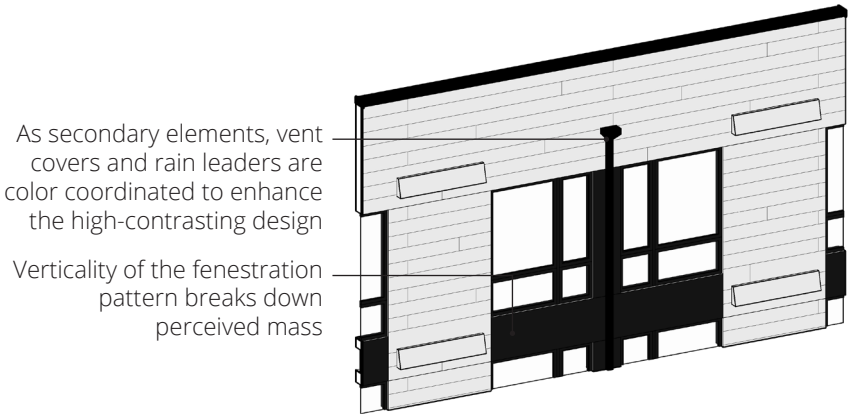 As secondary elements, vent
covers and rain leaders are
color coordinated to enhance
the high-contrasting design
Verticality of the fenestration
pattern breaks down
perceived mass